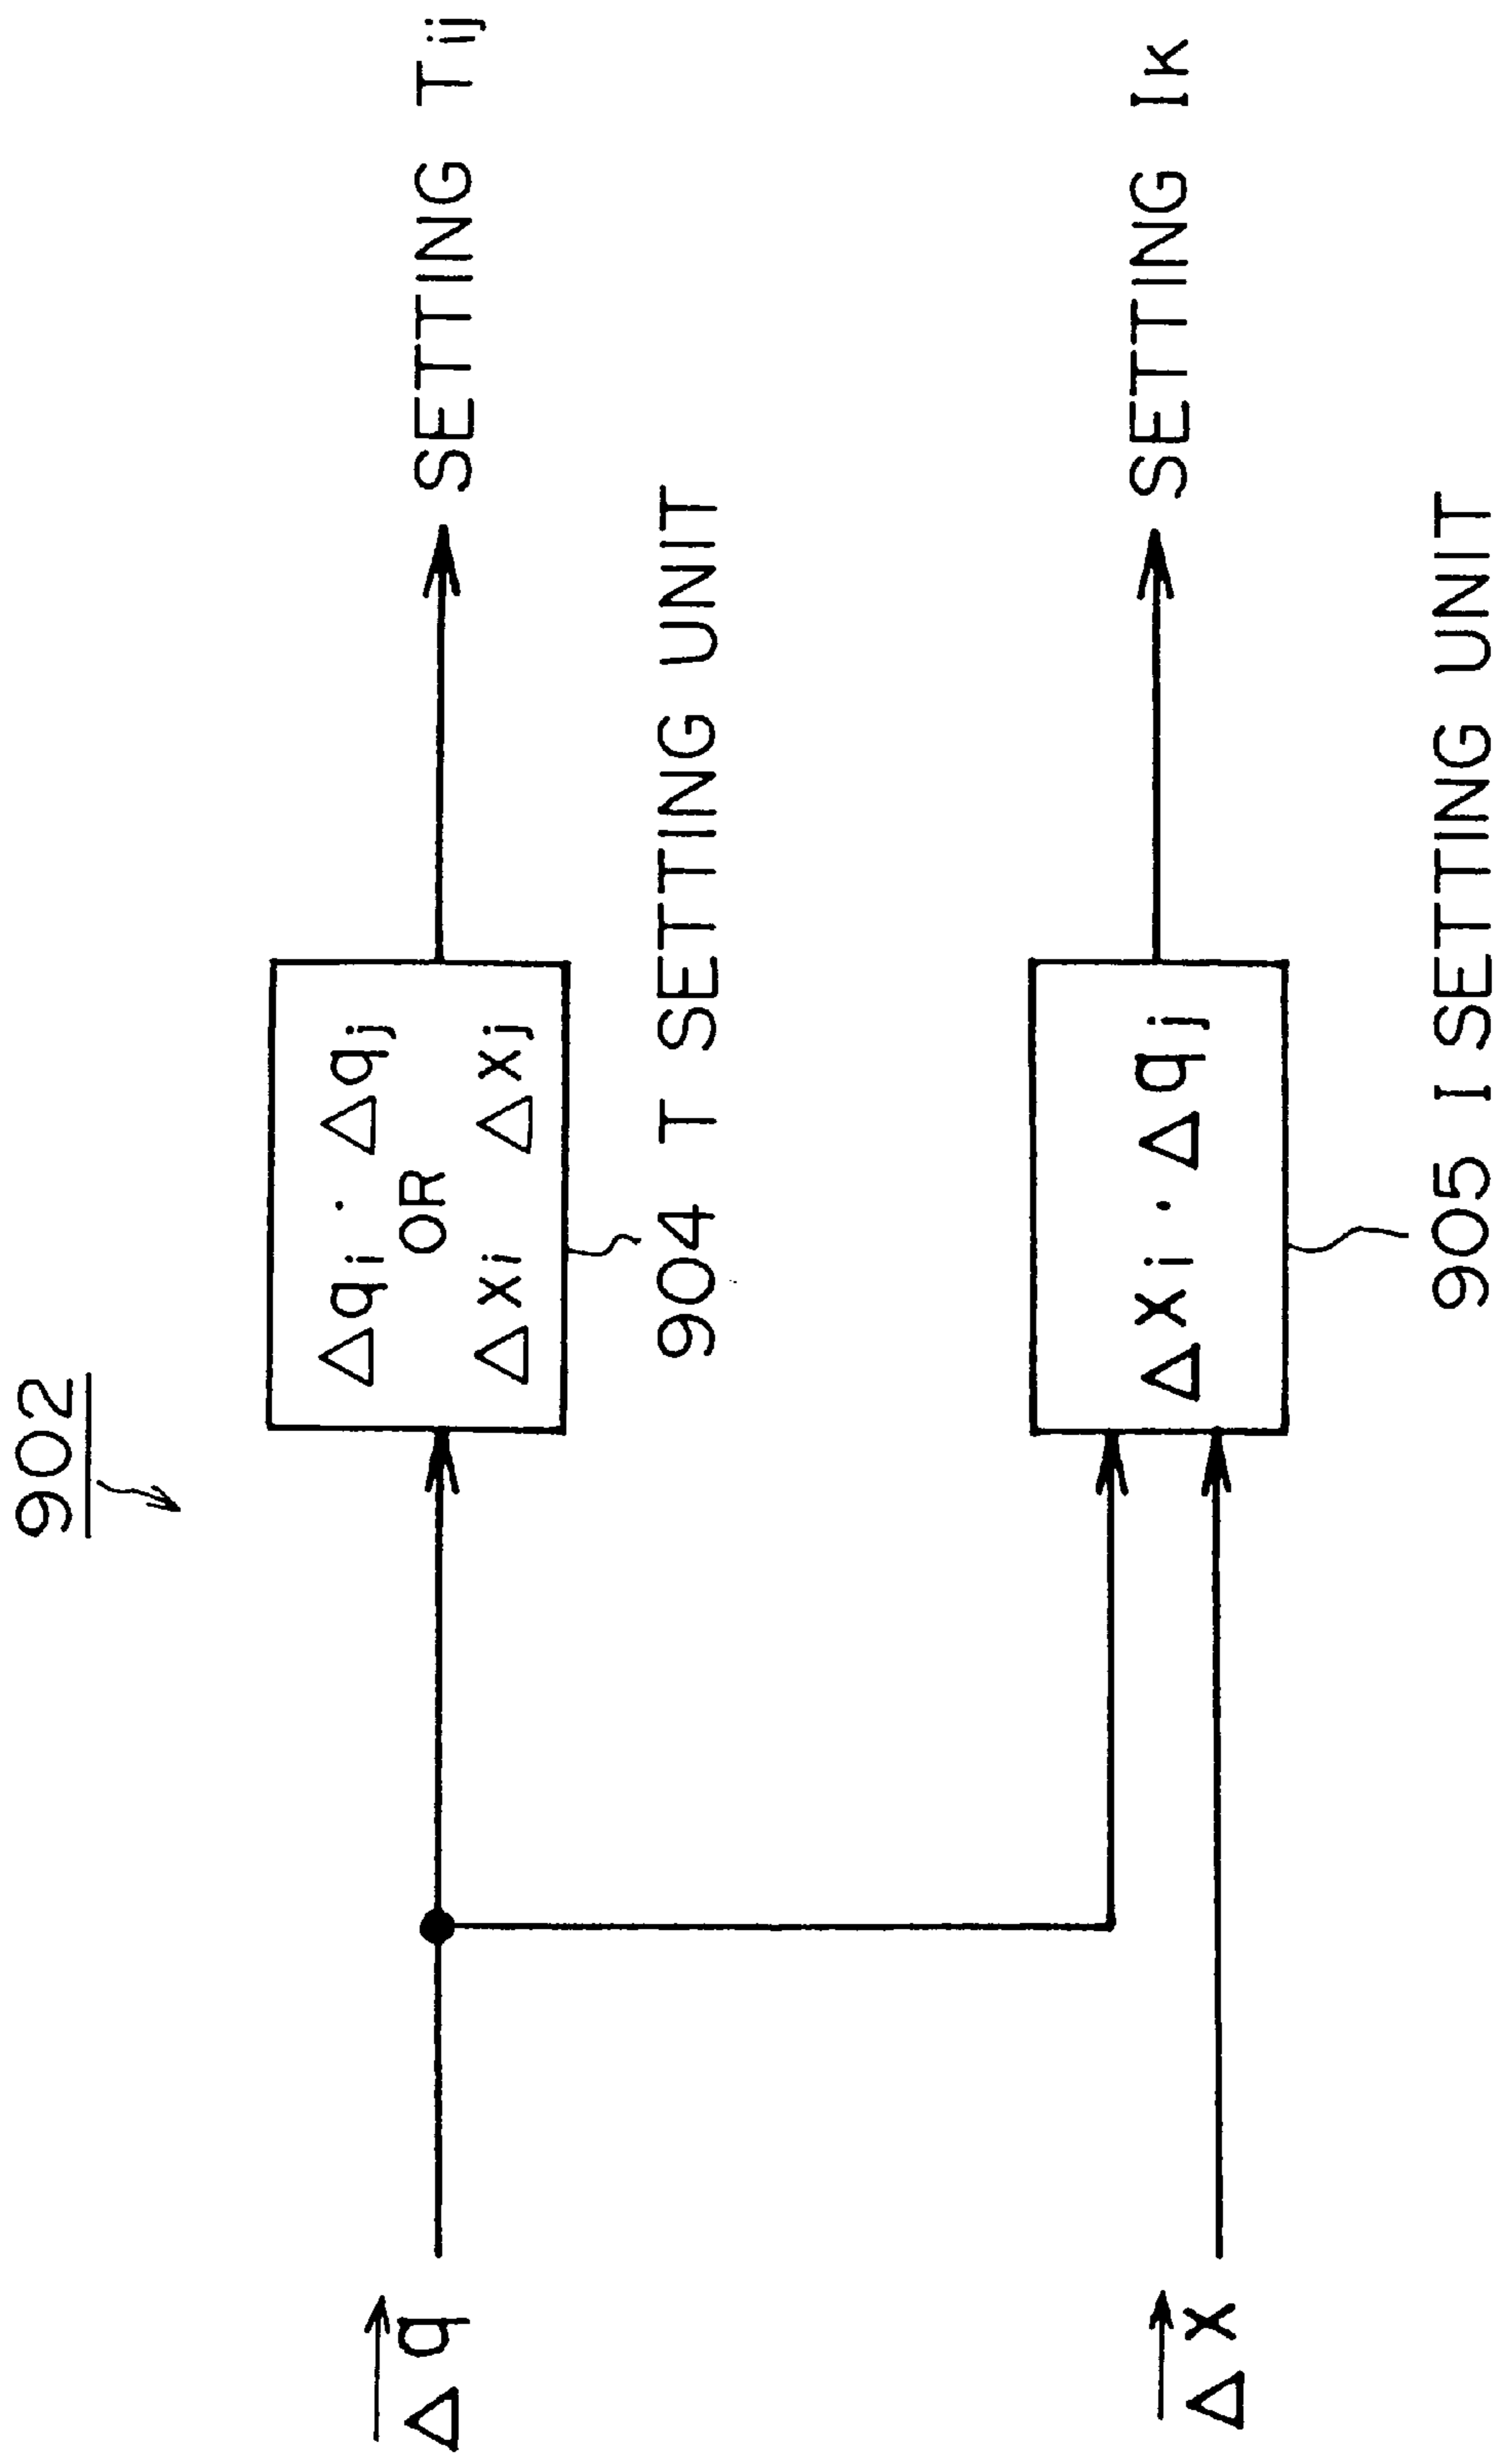 902
Δqi · Δqj
OR
Δxi Δxj
SETTING Tij
904 T SETTING UNIT
Δq
Δxi · Δqj
SETTING IK
905 I SETTING UNIT
Δx